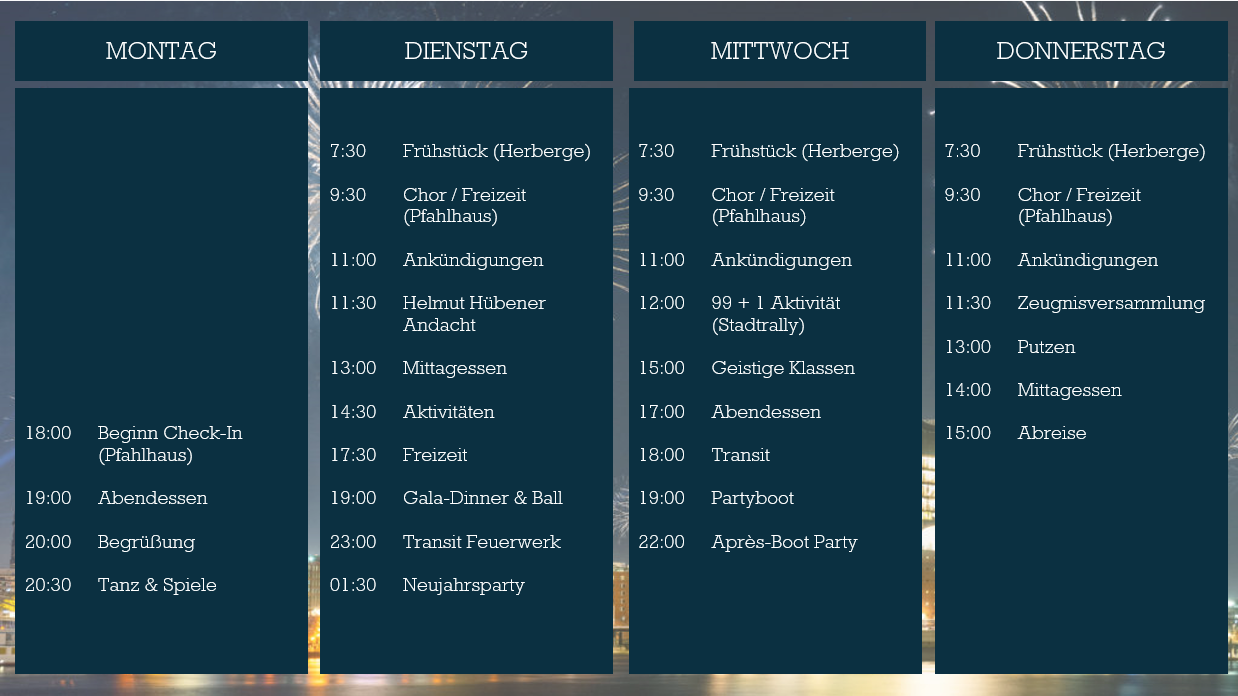 MONTAG
18:00 Beginn Check-In
(Pfahlhaus)
19:00 Abendessen
20:00 Begrüßung
20:30 Tanz & Spiele
DIENSTAG
7:30 Frühstück (Herberge)
9:30 Chor / Freizeit
(Pfahlhaus)
11:00 Ankündigungen
11:30 Helmut Hübener
Andacht
13:00 Mittagessen
14:30 Aktivitäten
17:30 Freizeit
19:00 Gala-Dinner & Ball
23:00 Transit Feuerwerk
01:30 Neujahrsparty
MITTWOCH
7:30 Frühstück (Herberge)
9:30 Chor / Freizeit
(Pfahlhaus)
11:00 Ankündigungen
12:00 99 + 1 Aktivität
(Stadtrally)
15:00 Geistige Klassen
17:00 Abendessen
18:00 Transit
19:00 Partyboot
22:00 Après-Boot Party
DONNERSTAG
7:30 Frühstück (Herberge)
9:30 Chor / Freizeit
(Pfahlhaus)
11:00 Ankündigungen
11:30 Zeugnisversammlung
13:00 Putzen
14:00 Mittagessen
15:00 Abreise